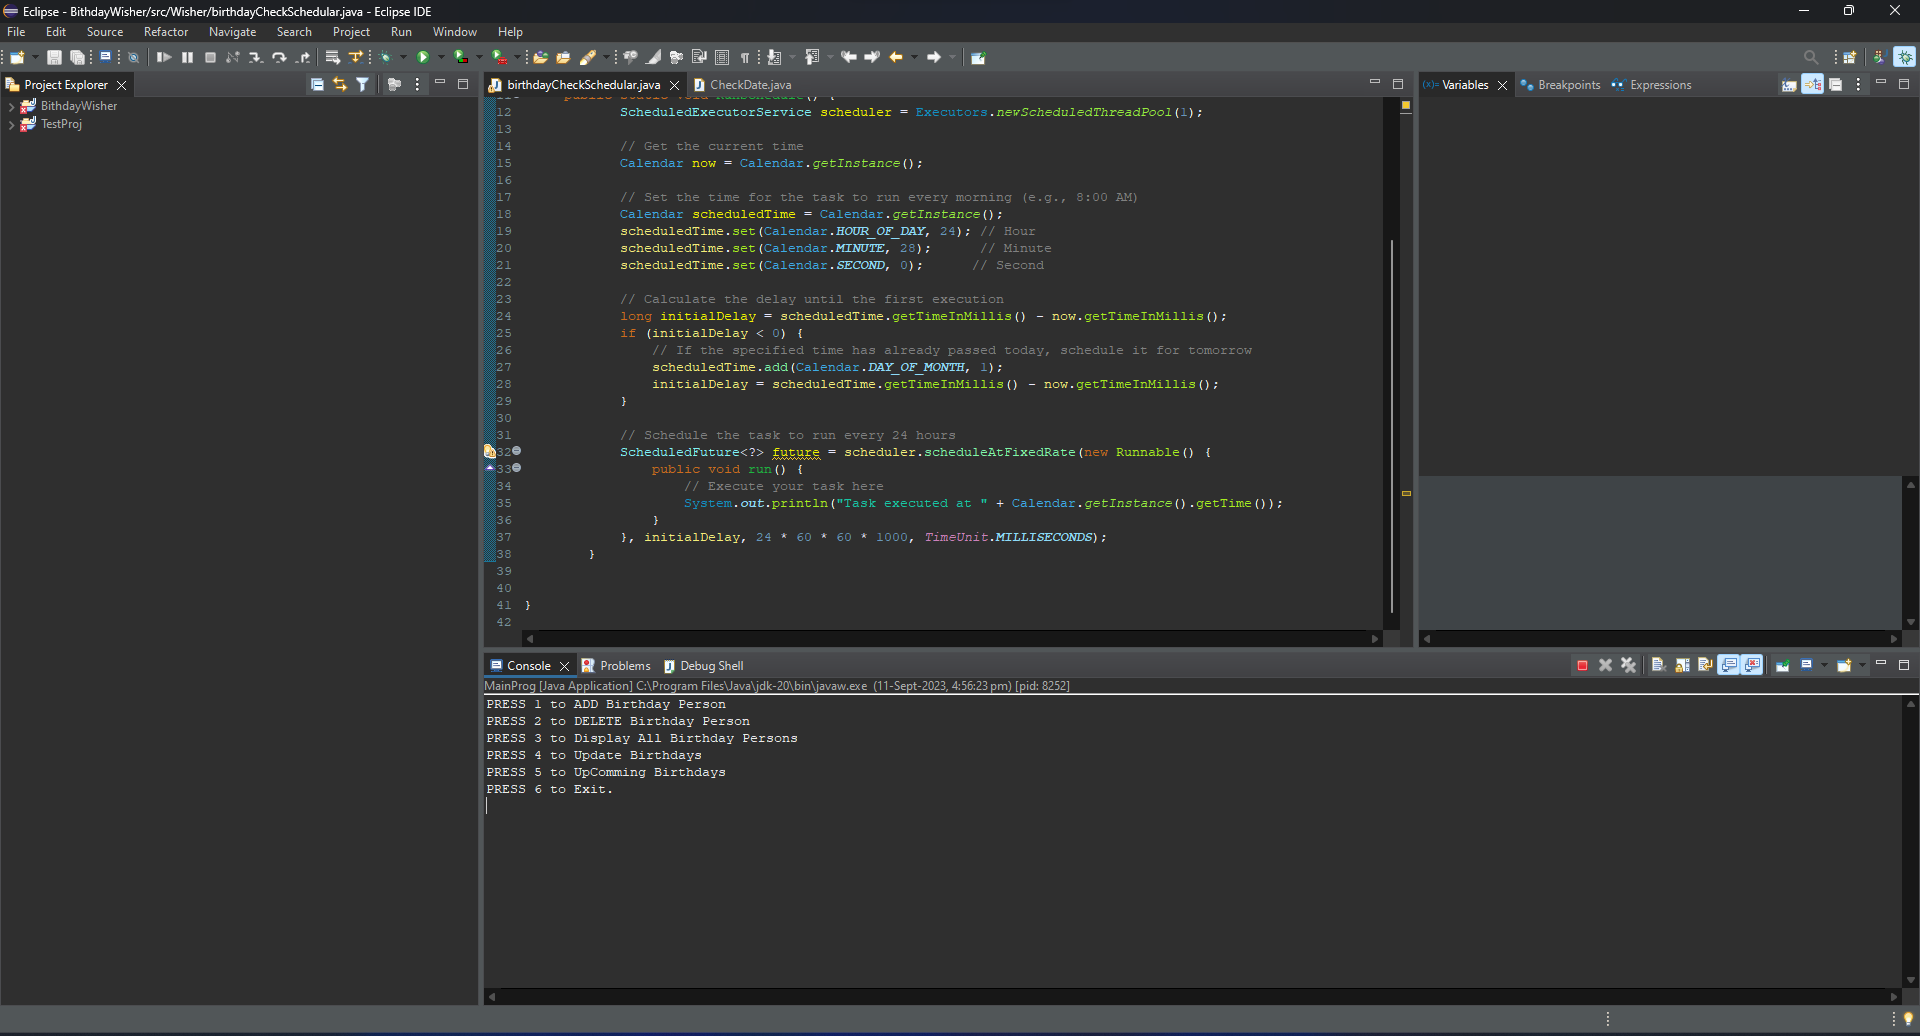 Eclipse - BithdayWisher/src/Wisher/birthdayCheckSchedular.java - Eclipse IDE
File Edit Source Refactor Navigate Search Project Run Window Help
Project Explorer
BithdayWisher
TestProj
birthdayCheckSchedular.java CheckDate.java
12 ScheduledExecutorService scheduler = Executors.newScheduledThreadPool(1);
13
14 // Get the current time
15 Calendar now = Calendar.getInstance();
16
17 // Set the time for the task to run every morning (e.g., 8:00 AM)
18 Calendar scheduledTime = Calendar.getInstance();
19 scheduledTime.set(Calendar.HOUR_OF_DAY, 24); // Hour
20 scheduledTime.set(Calendar.MINUTE, 28); // Minute
21 scheduledTime.set(Calendar.SECOND, 0); // Second
22
23 // Calculate the delay until the first execution
24 long initialDelay = scheduledTime.getTimeInMillis() - now.getTimeInMillis();
25 if (initialDelay < 0) {
26 // If the specified time has already passed today, schedule it for tomorrow
27 scheduledTime.add(Calendar.DAY_OF_MONTH, 1);
28 initialDelay = scheduledTime.getTimeInMillis() - now.getTimeInMillis();
29 }
30
31 // Schedule the task to run every 24 hours
32 ScheduledFuture<?> future = scheduler.scheduleAtFixedRate(new Runnable() {
33 public void run() {
34 // Execute your task here
35 System.out.println("Task executed at " + Calendar.getInstance().getTime());
36 }
37 }, initialDelay, 24 * 60 * 60 * 1000, TimeUnit.MILLISECONDS);
38 }
39
40
41 }
42
(x)= Variables Breakpoints Expressions
Console Problems Debug Shell
MainProg [Java Application] C:\Program Files\Java\jdk-20\bin\javaw.exe (11-Sept-2023, 4:56:23 pm) [pid: 8252]
PRESS 1 to ADD Birthday Person
PRESS 2 to DELETE Birthday Person
PRESS 3 to Display All Birthday Persons
PRESS 4 to Update Birthdays
PRESS 5 to UpComming Birthdays
PRESS 6 to Exit.